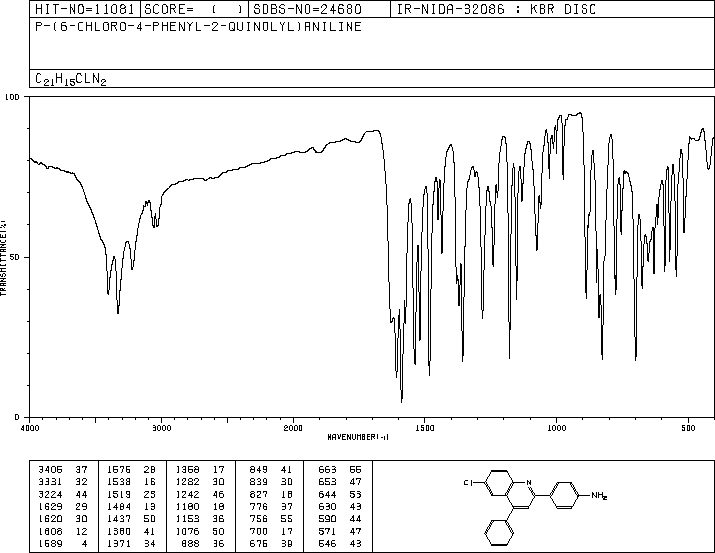 HIT-NO=11081 SCORE= ( ) SDBS-NO=24680 IR-NIDA-32086 : KBR DISC
P-(6-CHLORO-4-PHENYL-2-QUINOLYL)ANILINE
C21H15CLN2
100
50
0
TRANSMITTANCE(%)
4000 3000 2000 1500 1000 500
WAVENUMBER(-1)
3405 37 1576 28 1358 17 849 41 663 55
3331 32 1538 16 1282 30 839 30 653 47
3224 44 1519 23 1242 46 827 18 644 53
1629 29 1484 13 1180 18 776 37 630 43
1620 30 1437 50 1153 36 756 55 590 44
1606 12 1380 41 1076 50 700 17 571 47
1589 4 1371 34 888 36 675 39 546 43
Cl N NH2